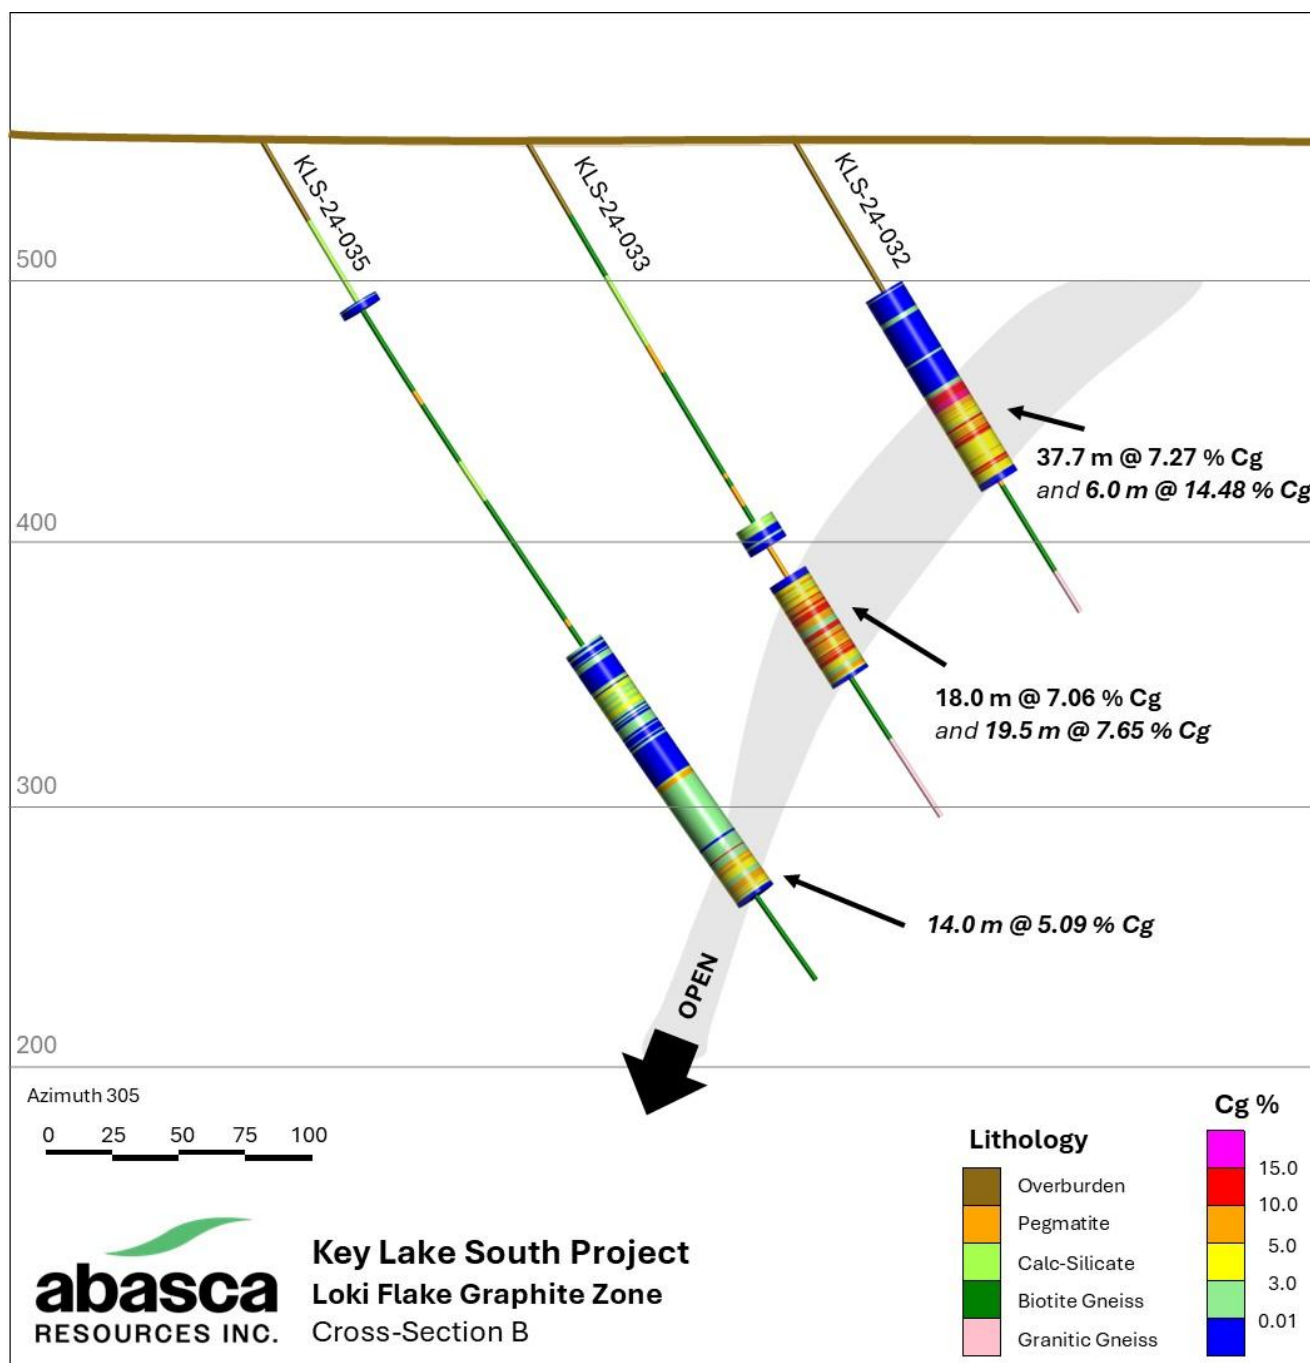 KLS-24-035
KLS-24-033
KLS-24-032
500
37.7 m @ 7.27 % Cg
and 6.0 m @ 14.48 % Cg
400
18.0 m @ 7.06 % Cg
and 19.5 m @ 7.65 % Cg
300
14.0 m @ 5.09 % Cg
OPEN
200
Azimuth 305
0 25 50 75 100
Lithology
Overburden
Pegmatite
Calc-Silicate
Biotite Gneiss
Granitic Gneiss
Cg %
15.0
10.0
5.0
3.0
0.01
abasca
RESOURCES INC.
Key Lake South Project
Loki Flake Graphite Zone
Cross-Section B